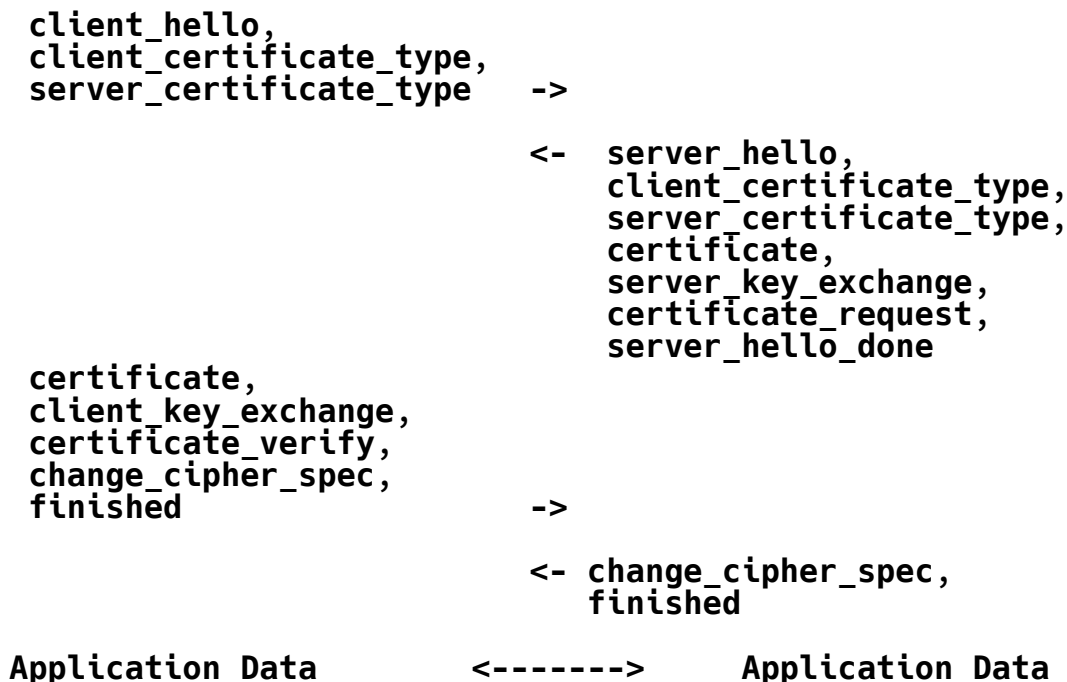 client_hello,
client_certificate_type,
server_certificate_type ->
<- server_hello,
client_certificate_type,
server_certificate_type,
certificate,
server_key_exchange,
certificate_request,
server_hello_done
certificate,
client_key_exchange,
certificate_verify,
change_cipher_spec,
finished ->
<- change_cipher_spec,
finished
Application Data <-------> Application Data